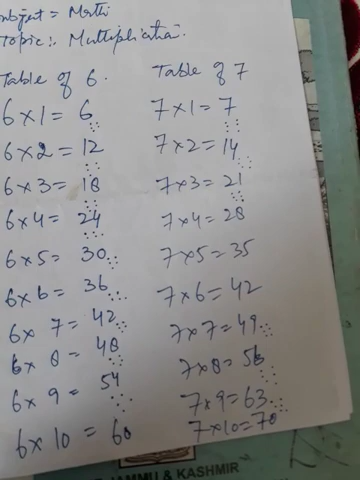 Subject = Math
Topic:- Multiplication.
Table of 6.
6×1= 6
6×2= 12
6×3= 18
6×4= 24
6×5= 30
6×6= 36
6× 7= 42
6× 8= 48
6× 9= 54
6×10 = 60
Table of 7
7×1= 7
7×2= 14
7×3= 21
7×4= 28
7×5= 35
7×6= 42
7×7= 49
7×8= 56
7×9= 63
7×10=70
JAMMU & KASHMIR